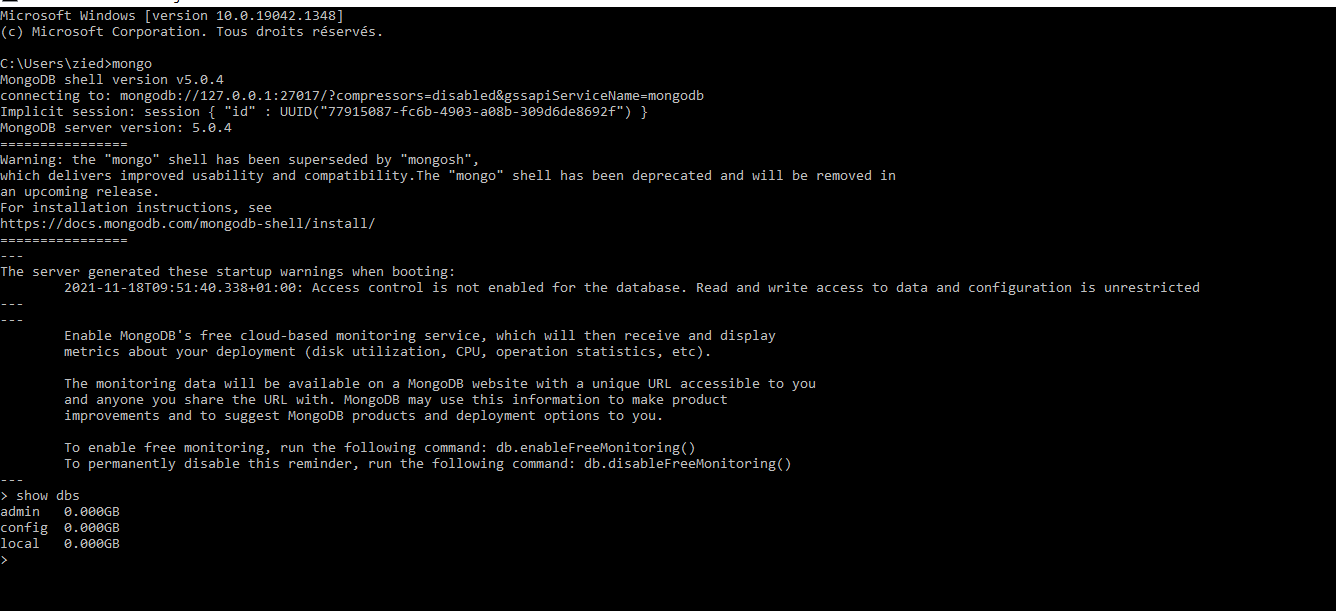 Microsoft Windows [version 10.0.19042.1348]
(c) Microsoft Corporation. Tous droits réservés.
C:\Users\zied>mongo
MongoDB shell version v5.0.4
connecting to: mongodb://127.0.0.1:27017/?compressors=disabled&gssapiServiceName=mongodb
Implicit session: session { "id" : UUID("77915087-fc6b-4903-a08b-309d6de8692f") }
MongoDB server version: 5.0.4
================
Warning: the "mongo" shell has been superseded by "mongosh",
which delivers improved usability and compatibility.The "mongo" shell has been deprecated and will be removed in
an upcoming release.
For installation instructions, see
https://docs.mongodb.com/mongodb-shell/install/
================
---
The server generated these startup warnings when booting:
        2021-11-18T09:51:40.338+01:00: Access control is not enabled for the database. Read and write access to data and configuration is unrestricted
---
---
        Enable MongoDB's free cloud-based monitoring service, which will then receive and display
        metrics about your deployment (disk utilization, CPU, operation statistics, etc).
        The monitoring data will be available on a MongoDB website with a unique URL accessible to you
        and anyone you share the URL with. MongoDB may use this information to make product
        improvements and to suggest MongoDB products and deployment options to you.
        To enable free monitoring, run the following command: db.enableFreeMonitoring()
        To permanently disable this reminder, run the following command: db.disableFreeMonitoring()
---
> show dbs
admin   0.000GB
config  0.000GB
local   0.000GB
>